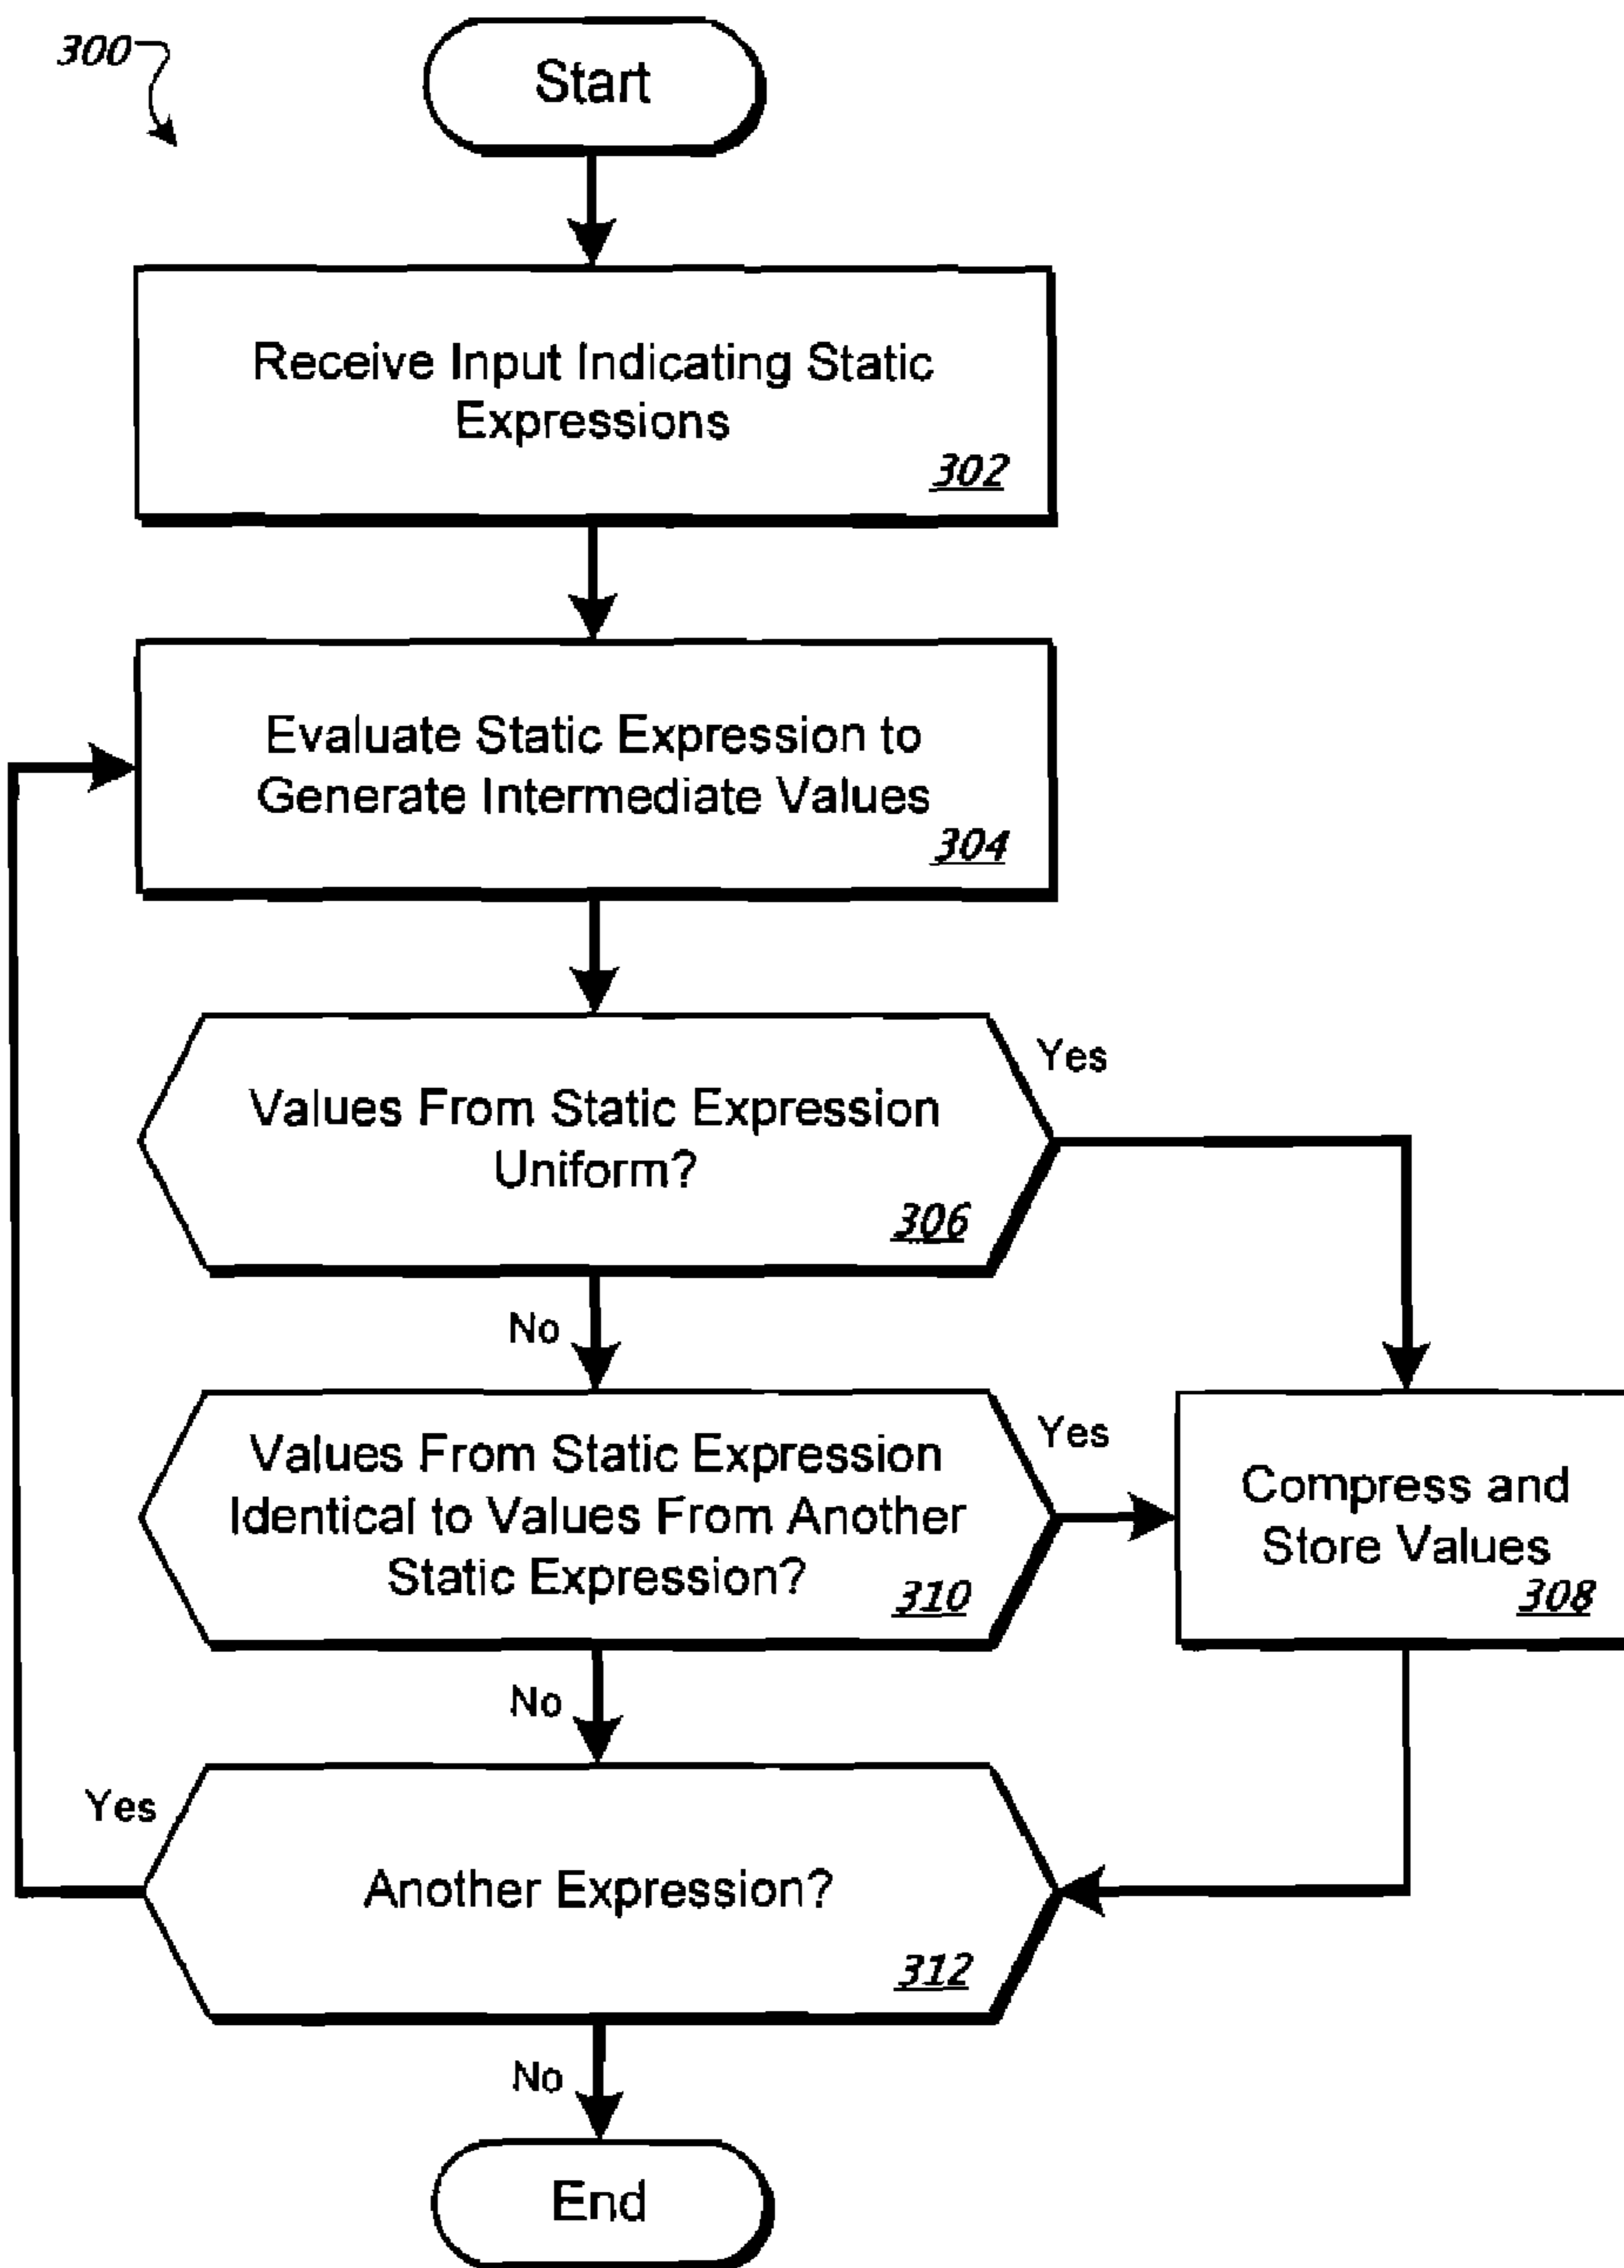 300
Start
Receive Input Indicating Static
Expressions
302
Evaluate Static Expression to
Generate Intermediate Values
304
Values From Static Expression
Uniform?
306
Yes
No
Values From Static Expression
Identical to Values From Another
Static Expression?
310
Yes
Compress and
Store Values
308
No
Yes
Another Expression?
312
No
End